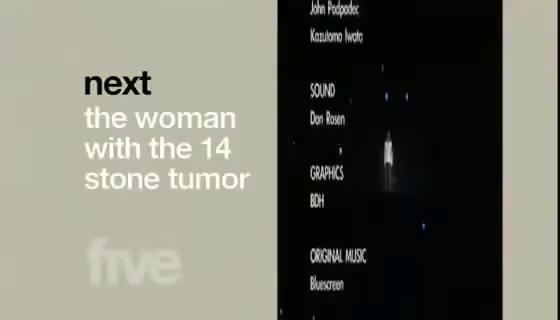 next
the woman
with the 14
stone tumor
five
John Podpadec
Kazutomo Iwata
SOUND
Don Rosen
GRAPHICS
BDH
ORIGINAL MUSIC
Bluescreen